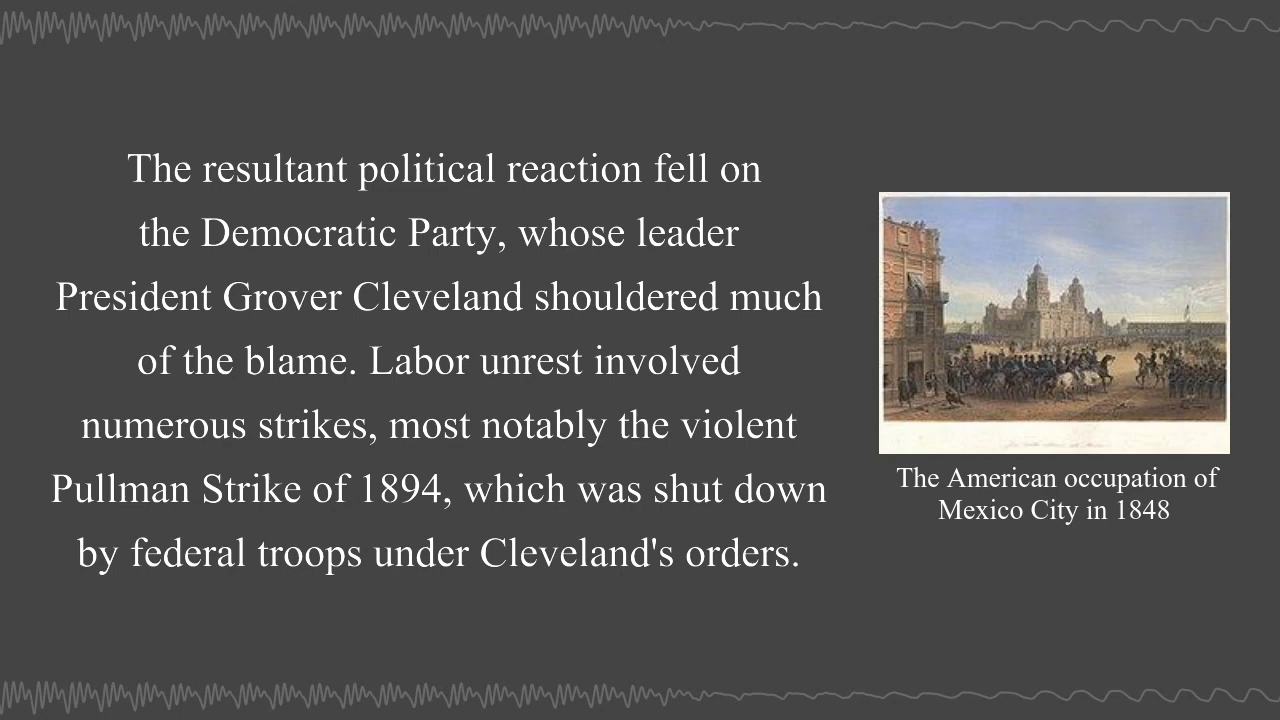 The resultant political reaction fell on
the Democratic Party, whose leader
President Grover Cleveland shouldered much
of the blame. Labor unrest involved
numerous strikes, most notably the violent
Pullman Strike of 1894, which was shut down
by federal troops under Cleveland's orders.
The American occupation of
Mexico City in 1848